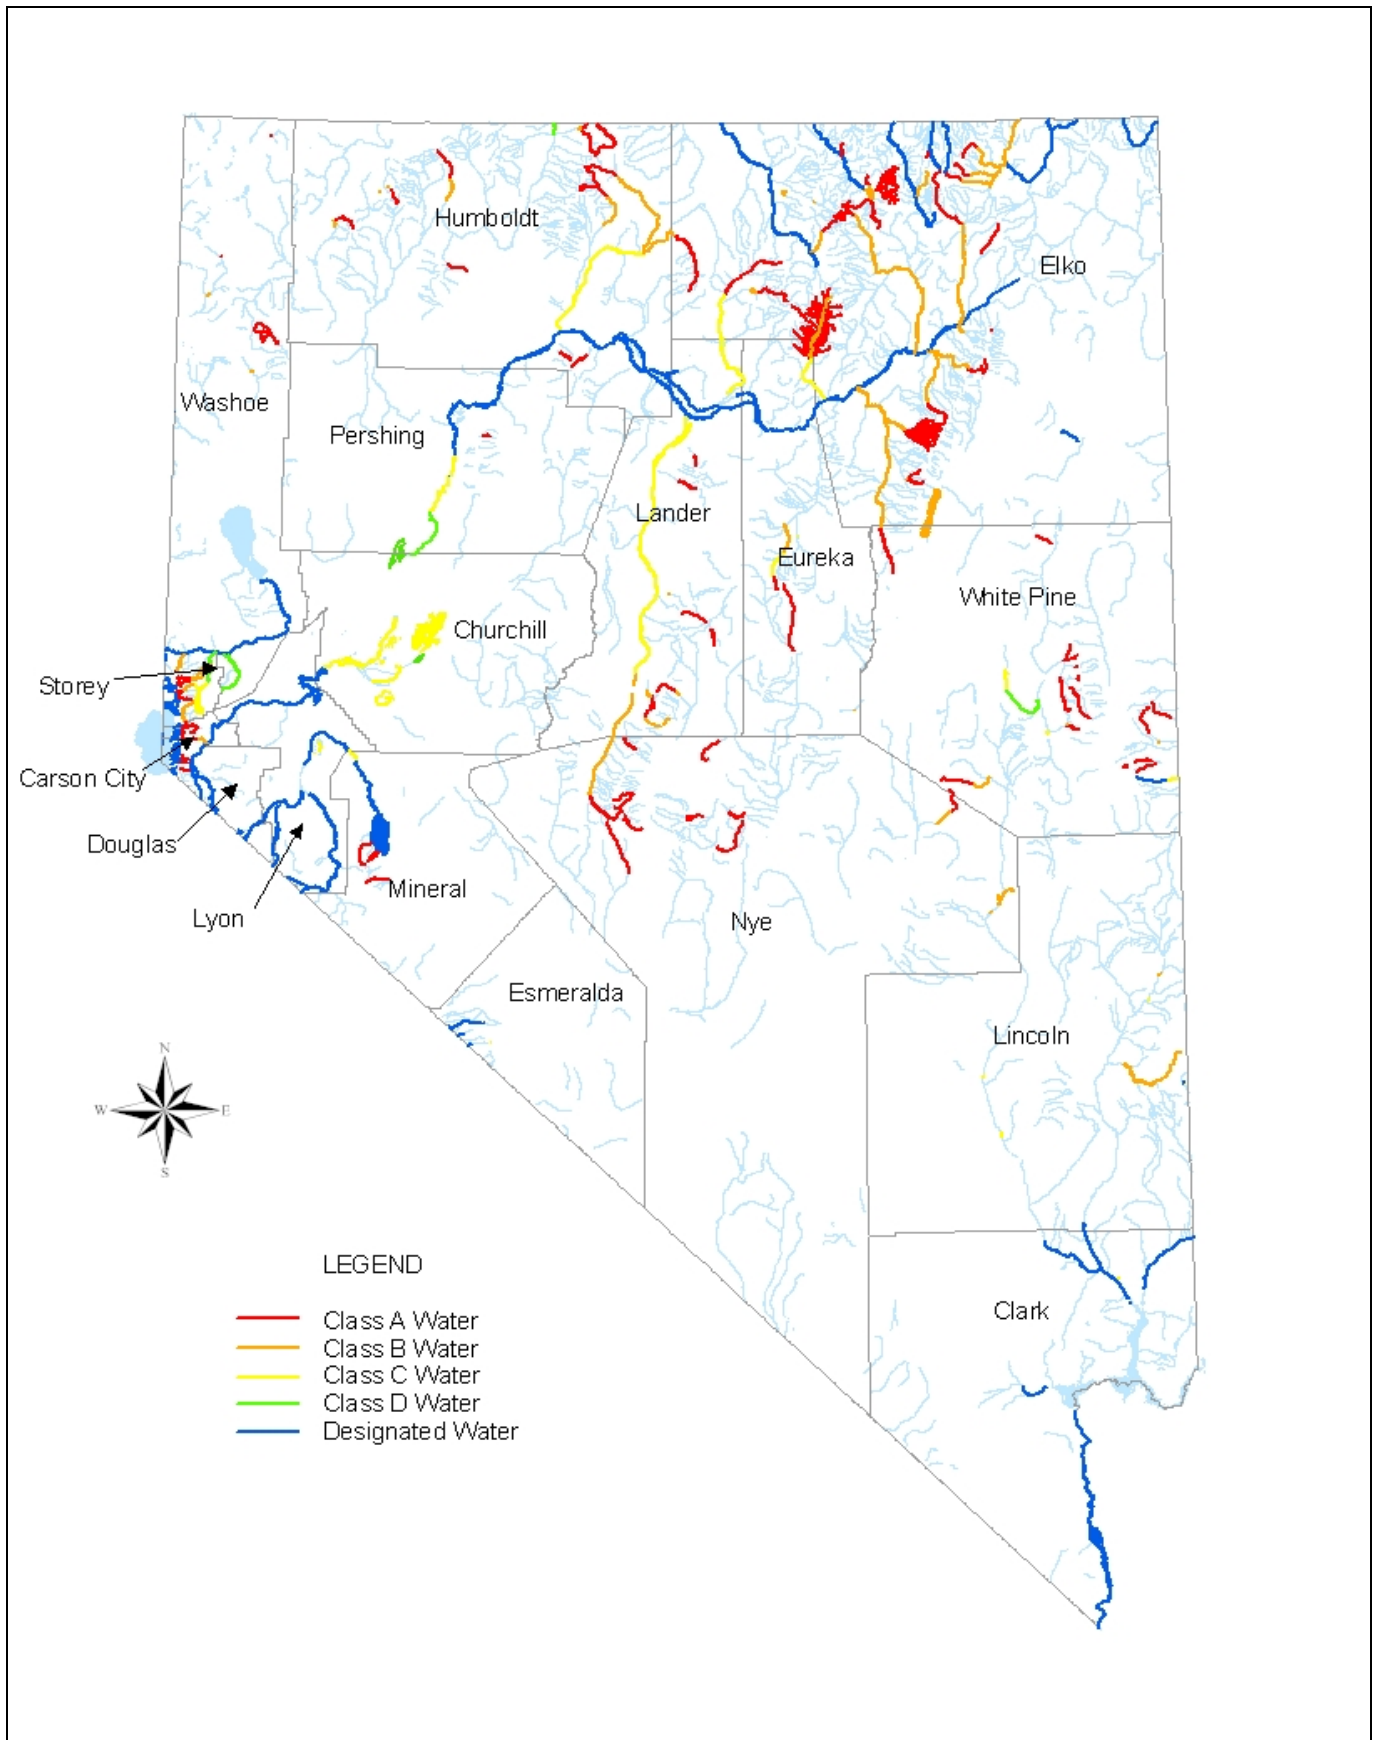 Humboldt
Elko
Washoe
Pershing
Lander
Eureka
White Pine
Churchill
Storey
Carson City
Douglas
Mineral
Lyon
Nye
Esmeralda
Lincoln
N
W
E
S
LEGEND
Clark
Class A Water
Class B Water
Class C Water
Class D Water
Designated Water